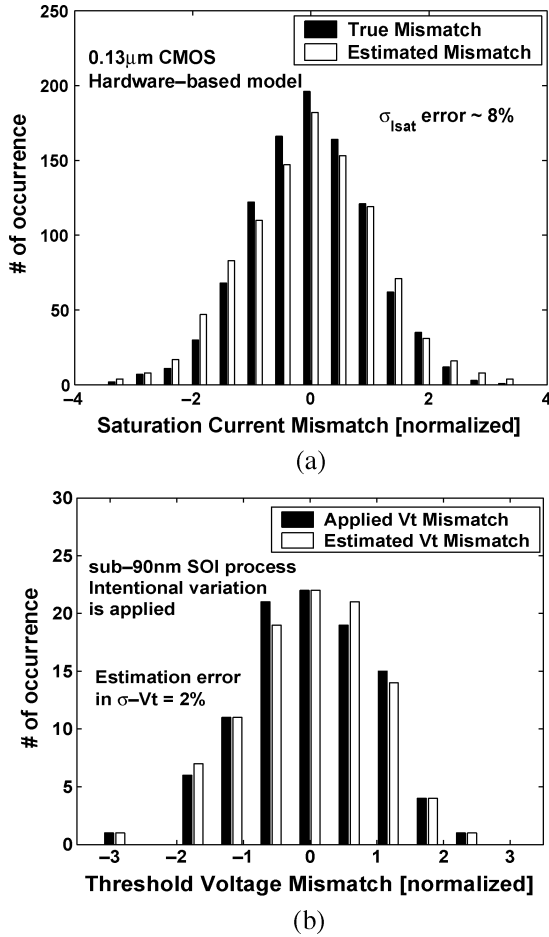 250
200
150
100
50
0
# of occurrence
True Mismatch
Estimated Mismatch
0.13μm CMOS
Hardware–based model
σIsat error ~ 8%
–4
–2
0
2
4
Saturation Current Mismatch [normalized]
(a)
30
25
20
15
10
5
0
# of occurrence
Applied Vt Mismatch
Estimated Vt Mismatch
sub–90nm SOI process
Intentional variation
is applied
Estimation error
in σ–Vt = 2%
–3
–2
–1
0
1
2
3
Threshold Voltage Mismatch [normalized]
(b)